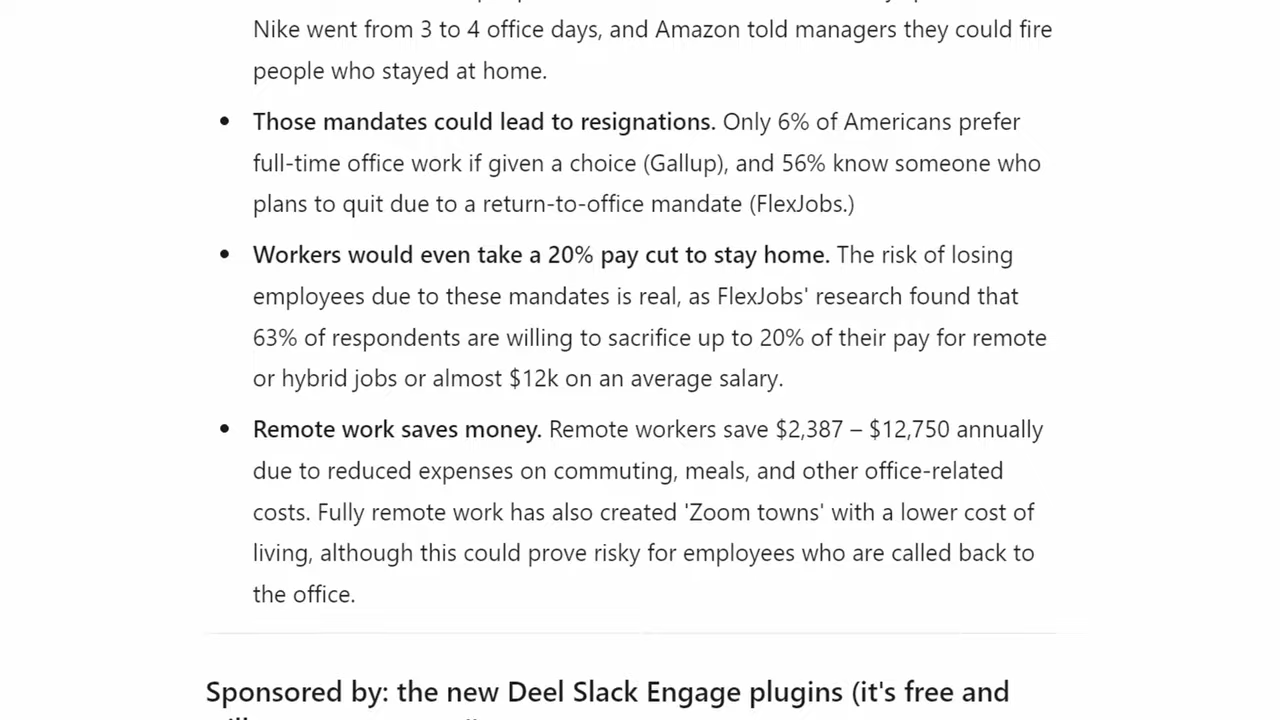 Nike went from 3 to 4 office days, and Amazon told managers they could fire
people who stayed at home.
• Those mandates could lead to resignations. Only 6% of Americans prefer
full-time office work if given a choice (Gallup), and 56% know someone who
plans to quit due to a return-to-office mandate (FlexJobs.)
• Workers would even take a 20% pay cut to stay home. The risk of losing
employees due to these mandates is real, as FlexJobs' research found that
63% of respondents are willing to sacrifice up to 20% of their pay for remote
or hybrid jobs or almost $12k on an average salary.
• Remote work saves money. Remote workers save $2,387 – $12,750 annually
due to reduced expenses on commuting, meals, and other office-related
costs. Fully remote work has also created 'Zoom towns' with a lower cost of
living, although this could prove risky for employees who are called back to
the office.
Sponsored by: the new Deel Slack Engage plugins (it's free and